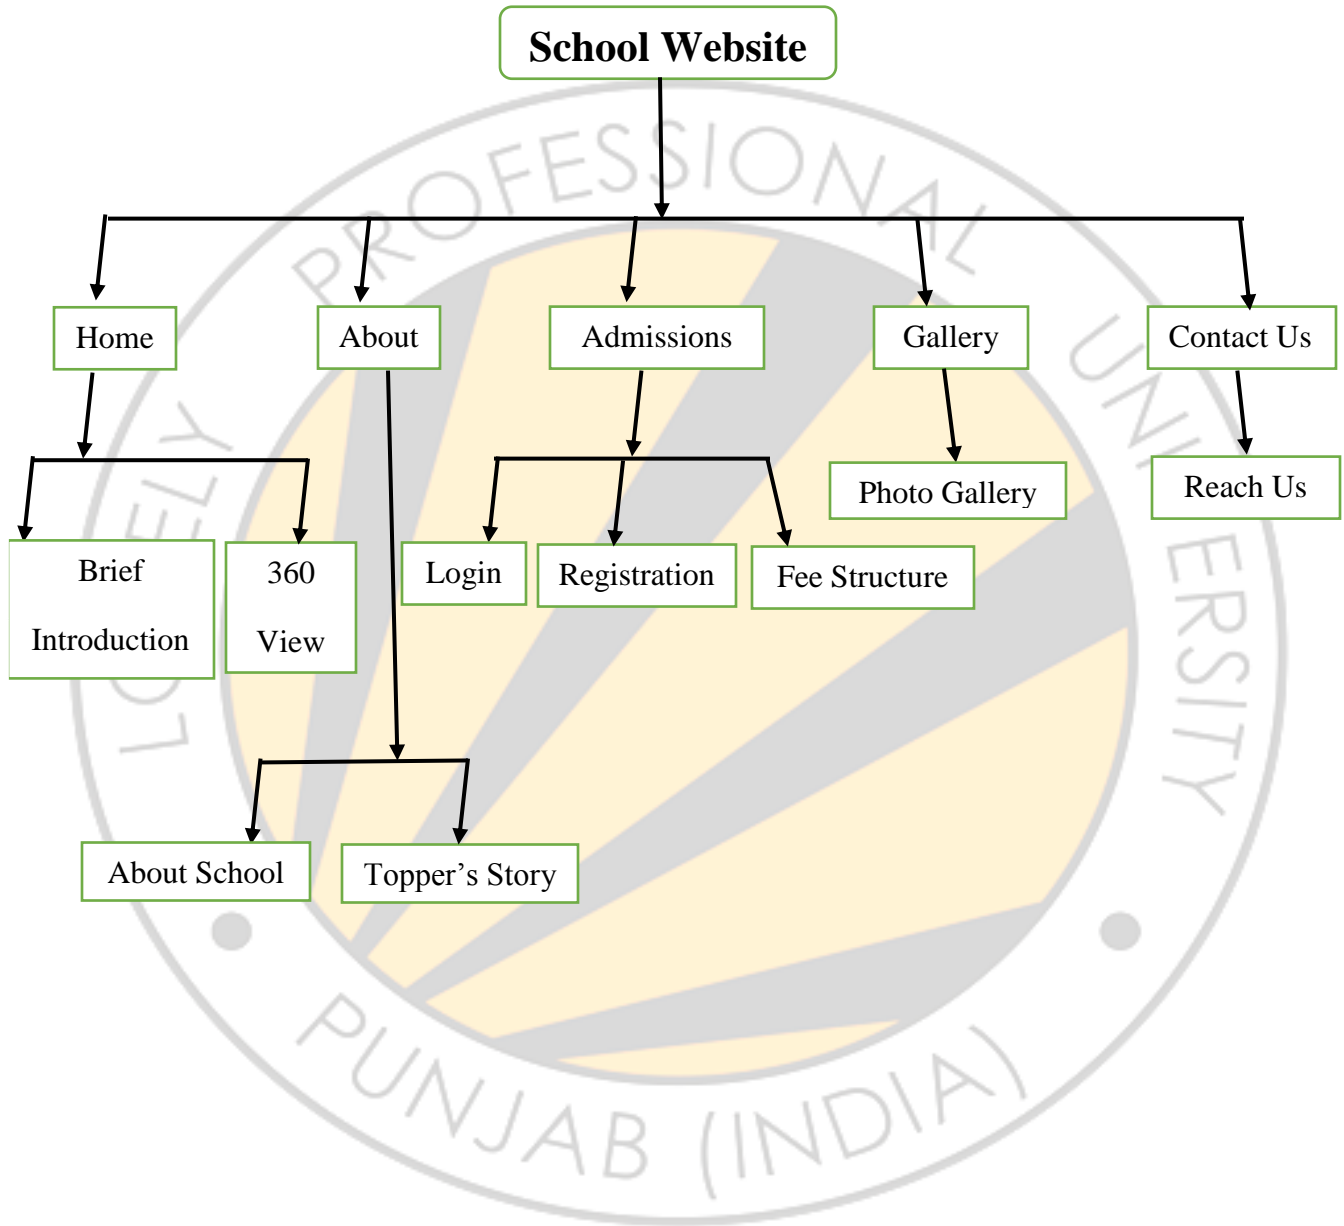 School Website
LOVELY PROFESSIONAL UNIVERSITY
Home
About
Admissions
Gallery
Contact Us
Photo Gallery
Reach Us
Brief
Introduction
360
View
Login
Registration
Fee Structure
About School
Topper’s Story
PUNJAB (INDIA)